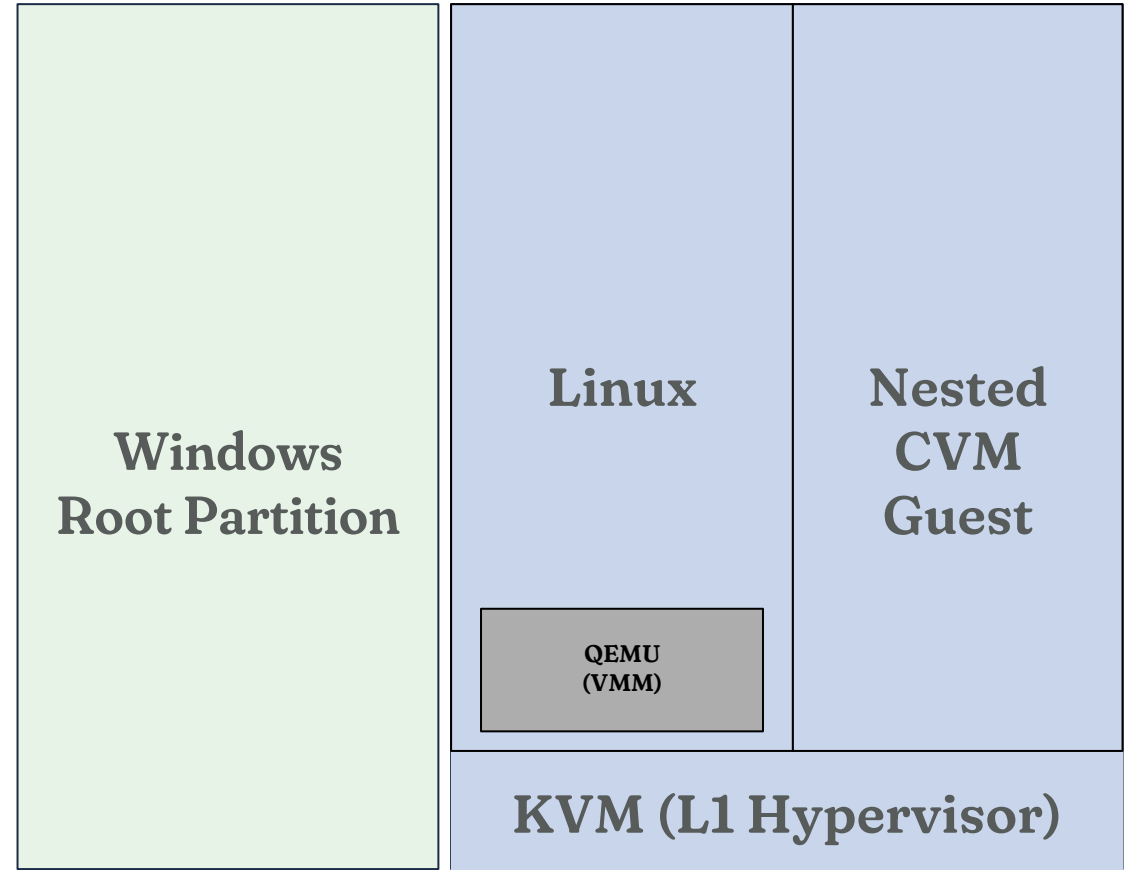 Windows
Root Partition
Linux
QEMU
(VMM)
Nested
CVM
Guest
KVM (L1 Hypervisor)